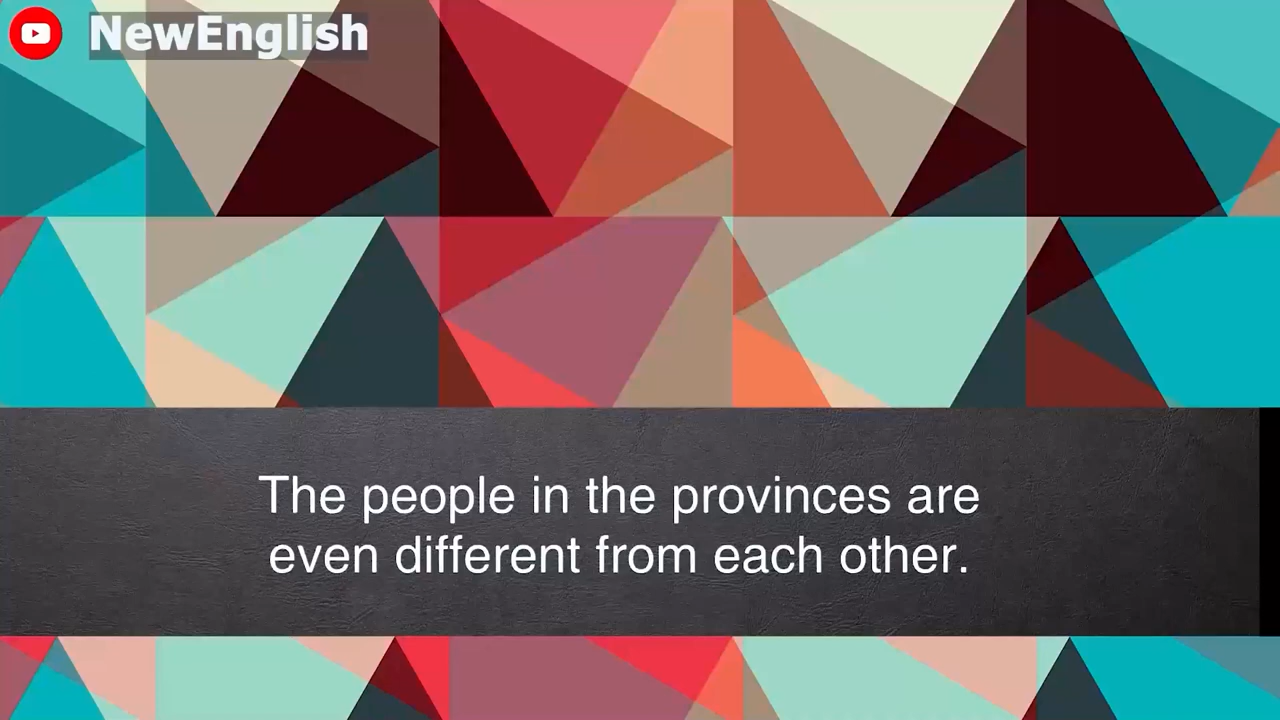 NewEnglish
The people in the provinces are
even different from each other.